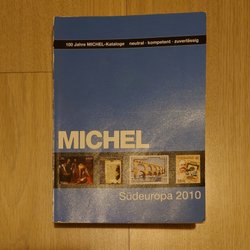 100 Jahre MICHEL-Kataloge neutral · kompetent · zuverlässig
MICHEL
Südeuropa 2010